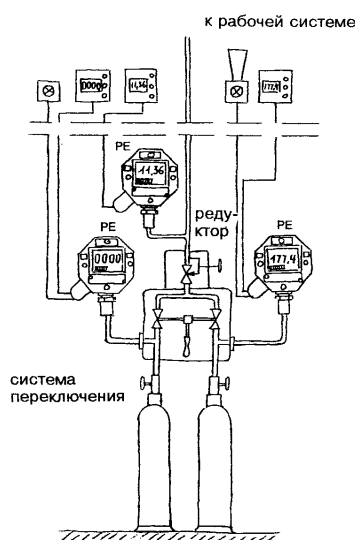 к рабочей системе
0000
11,36
177,4
PE
11,36
реду-
ктор
PE
PE
0000
177,4
система
переключения